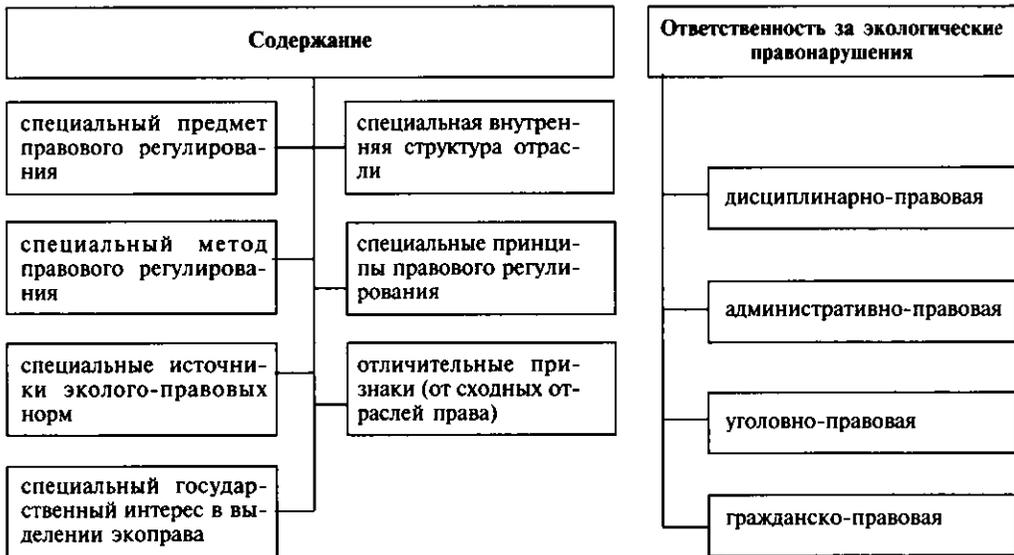 Содержание
специальный предмет
правового регулирова-
ния
специальная внутрен-
няя структура отрас-
ли
специальный метод
правового регулирова-
ния
специальные принци-
пы правового регули-
рования
специальные источни-
ки эколого-правовых
норм
отличительные при-
знаки (от сходных от-
раслей права)
специальный государ-
ственный интерес в вы-
делении экоправа
Ответственность за экологические
правонарушения
дисциплинарно-правовая
административно-правовая
уголовно-правовая
гражданско-правовая